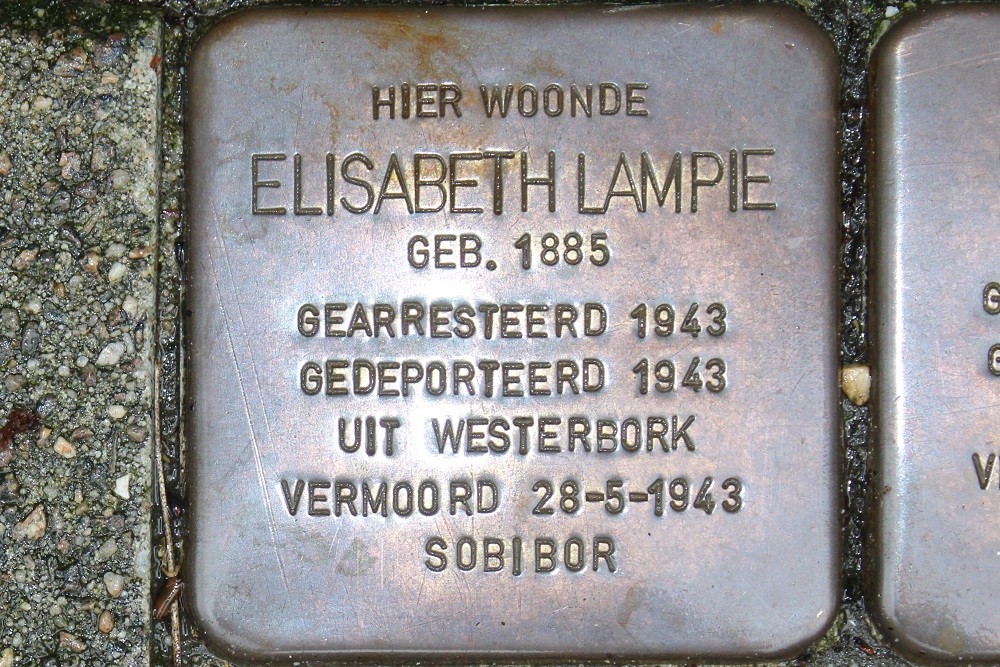 HIER WOONDE
ELISABETH LAMPIE
GEB. 1885
GEARRESTEERD 1943
GEDEPORTEERD 1943
UIT WESTERBORK
VERMOORD 28-5-1943
SOBIBOR